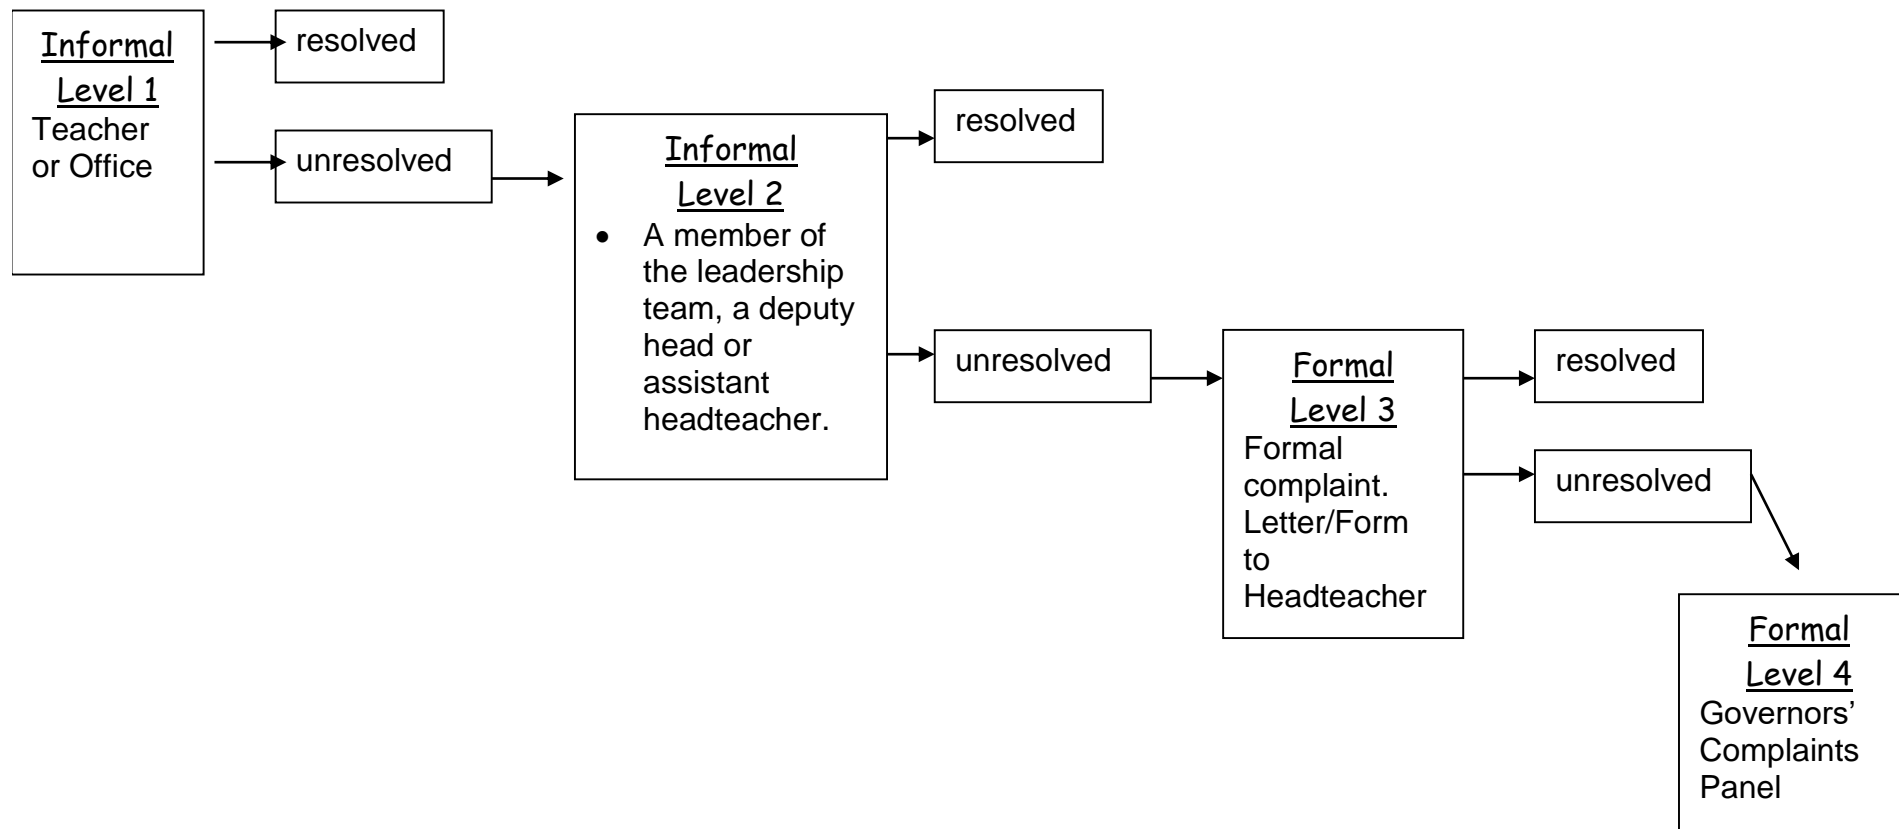 Informal
Level 1
Teacher
or Office
resolved
unresolved
Informal
Level 2
• A member of
the leadership
team, a deputy
head or
assistant
headteacher.
resolved
unresolved
Formal
Level 3
Formal
complaint.
Letter/Form
to
Headteacher
resolved
unresolved
Formal
Level 4
Governors’
Complaints
Panel